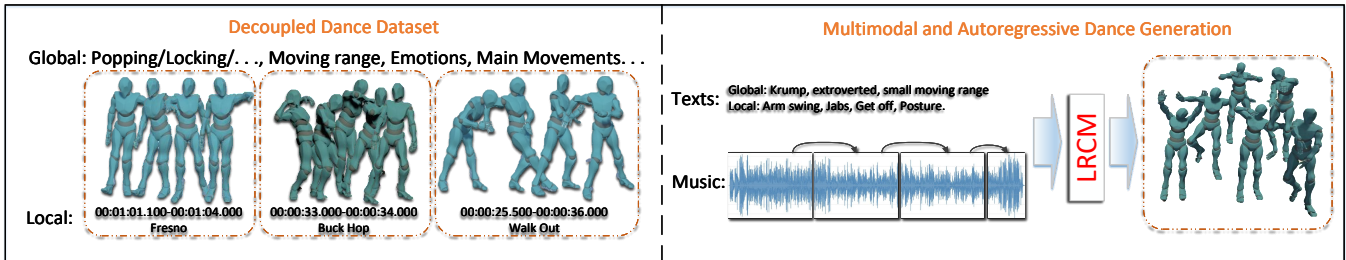 Decoupled Dance Dataset
Global: Popping/Locking/. . ., Moving range, Emotions, Main Movements. . .
Local:
00:01:01.100-00:01:04.000
Fresno
00:00:33.000-00:00:34.000
Buck Hop
00:00:25.500-00:00:36.000
Walk Out
Multimodal and Autoregressive Dance Generation
Texts:
Global: Krump, extroverted, small moving range
Local: Arm swing, Jabs, Get off, Posture.
Music:
LRCM